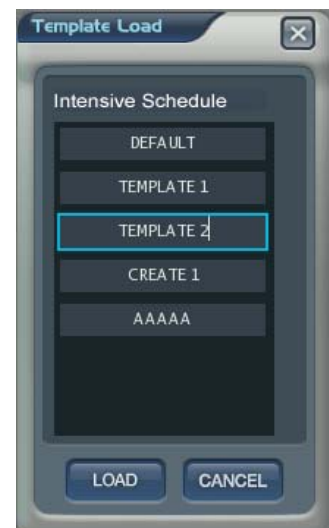 Template Load
Intensive Schedule
DEFAULT
TEMPLATE 1
TEMPLATE 2
CREATE 1
AAAAA
LOAD CANCEL